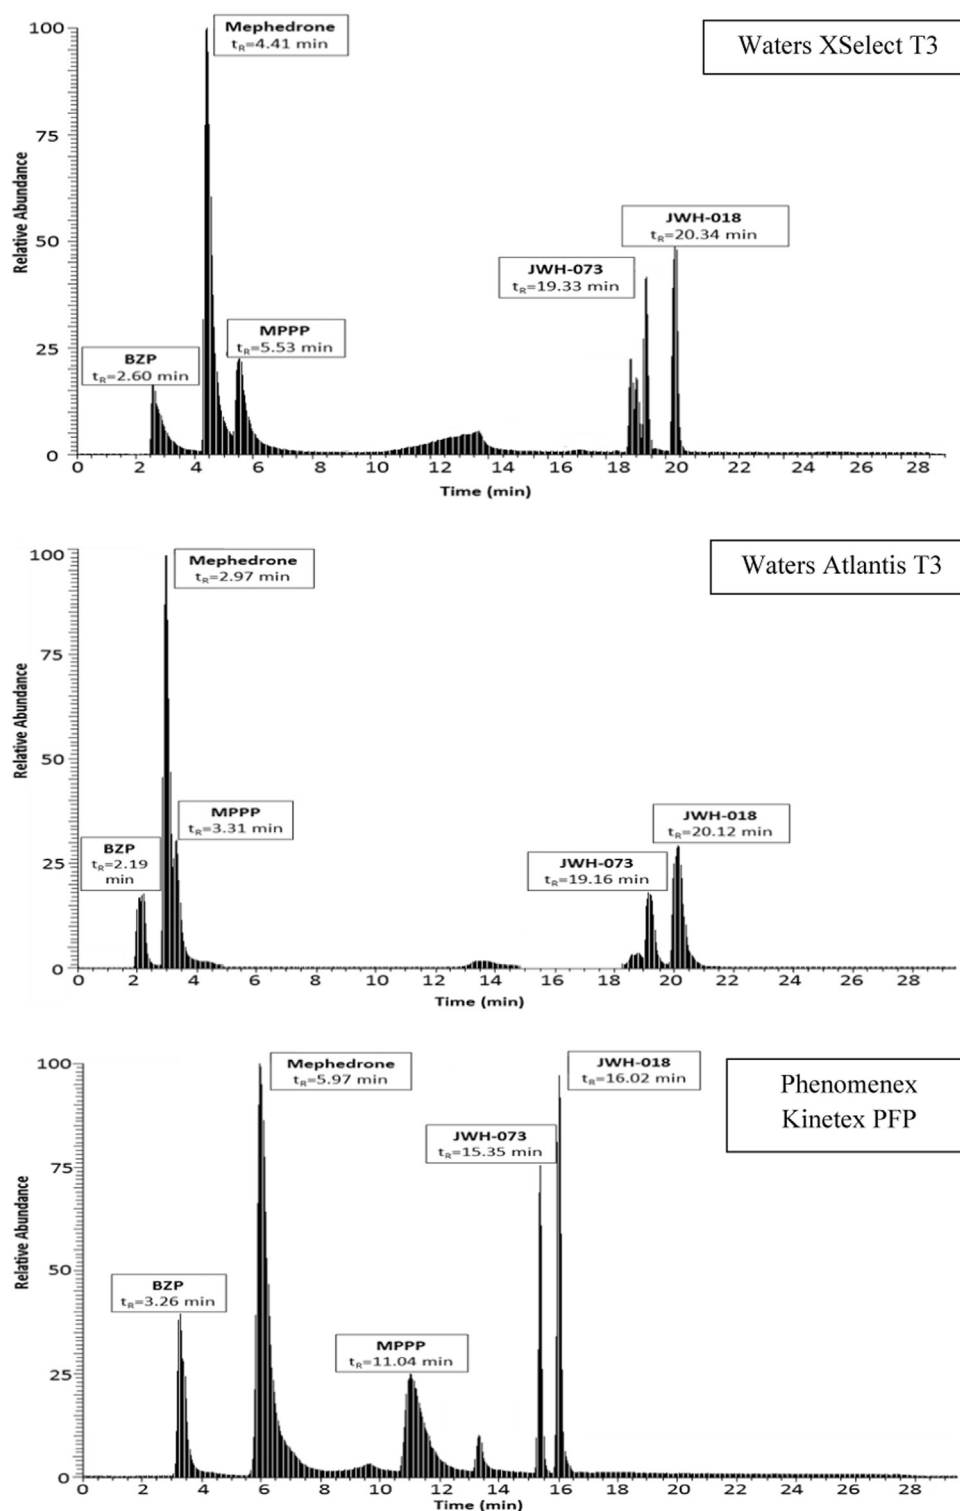 Waters XSelect T3
Mephedrone
tR=4.41 min
JWH-018
tR=20.34 min
JWH-073
tR=19.33 min
MPPP
tR=5.53 min
BZP
tR=2.60 min
Relative Abundance
100
75
50
25
0
0 2 4 6 8 10 12 14 16 18 20 22 24 26 28
Time (min)
Waters Atlantis T3
Mephedrone
tR=2.97 min
MPPP
tR=3.31 min
JWH-018
tR=20.12 min
BZP
tR=2.19
min
JWH-073
tR=19.16 min
Relative Abundance
100
75
50
25
0
0 2 4 6 8 10 12 14 16 18 20 22 24 26 28
Time (min)
Phenomenex
Kinetex PFP
Mephedrone
tR=5.97 min
JWH-018
tR=16.02 min
JWH-073
tR=15.35 min
BZP
tR=3.26 min
MPPP
tR=11.04 min
Relative Abundance
100
75
50
25
0
0 2 4 6 8 10 12 14 16 18 20 22 24 26 28
Time (min)